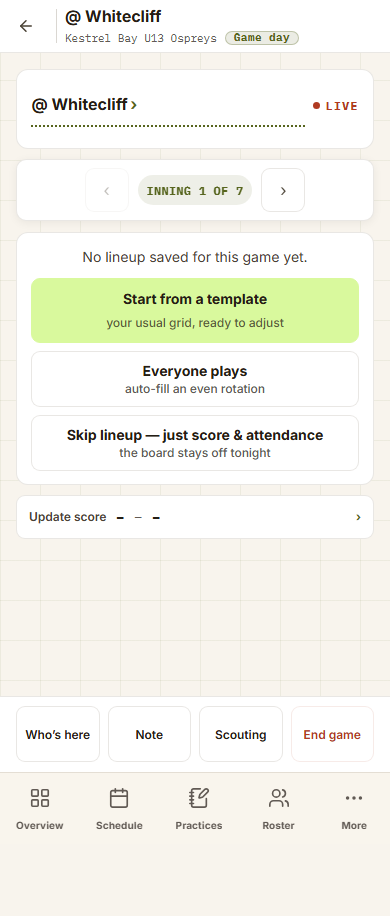 @ Whitecliff
Kestrel Bay U13 Ospreys Game day
@ Whitecliff ›
LIVE
‹ INNING 1 OF 7 ›
No lineup saved for this game yet.
Start from a template
your usual grid, ready to adjust
Everyone plays
auto-fill an even rotation
Skip lineup — just score & attendance
the board stays off tonight
Update score – – – ›
Who’s here Note Scouting End game
Overview Schedule Practices Roster More